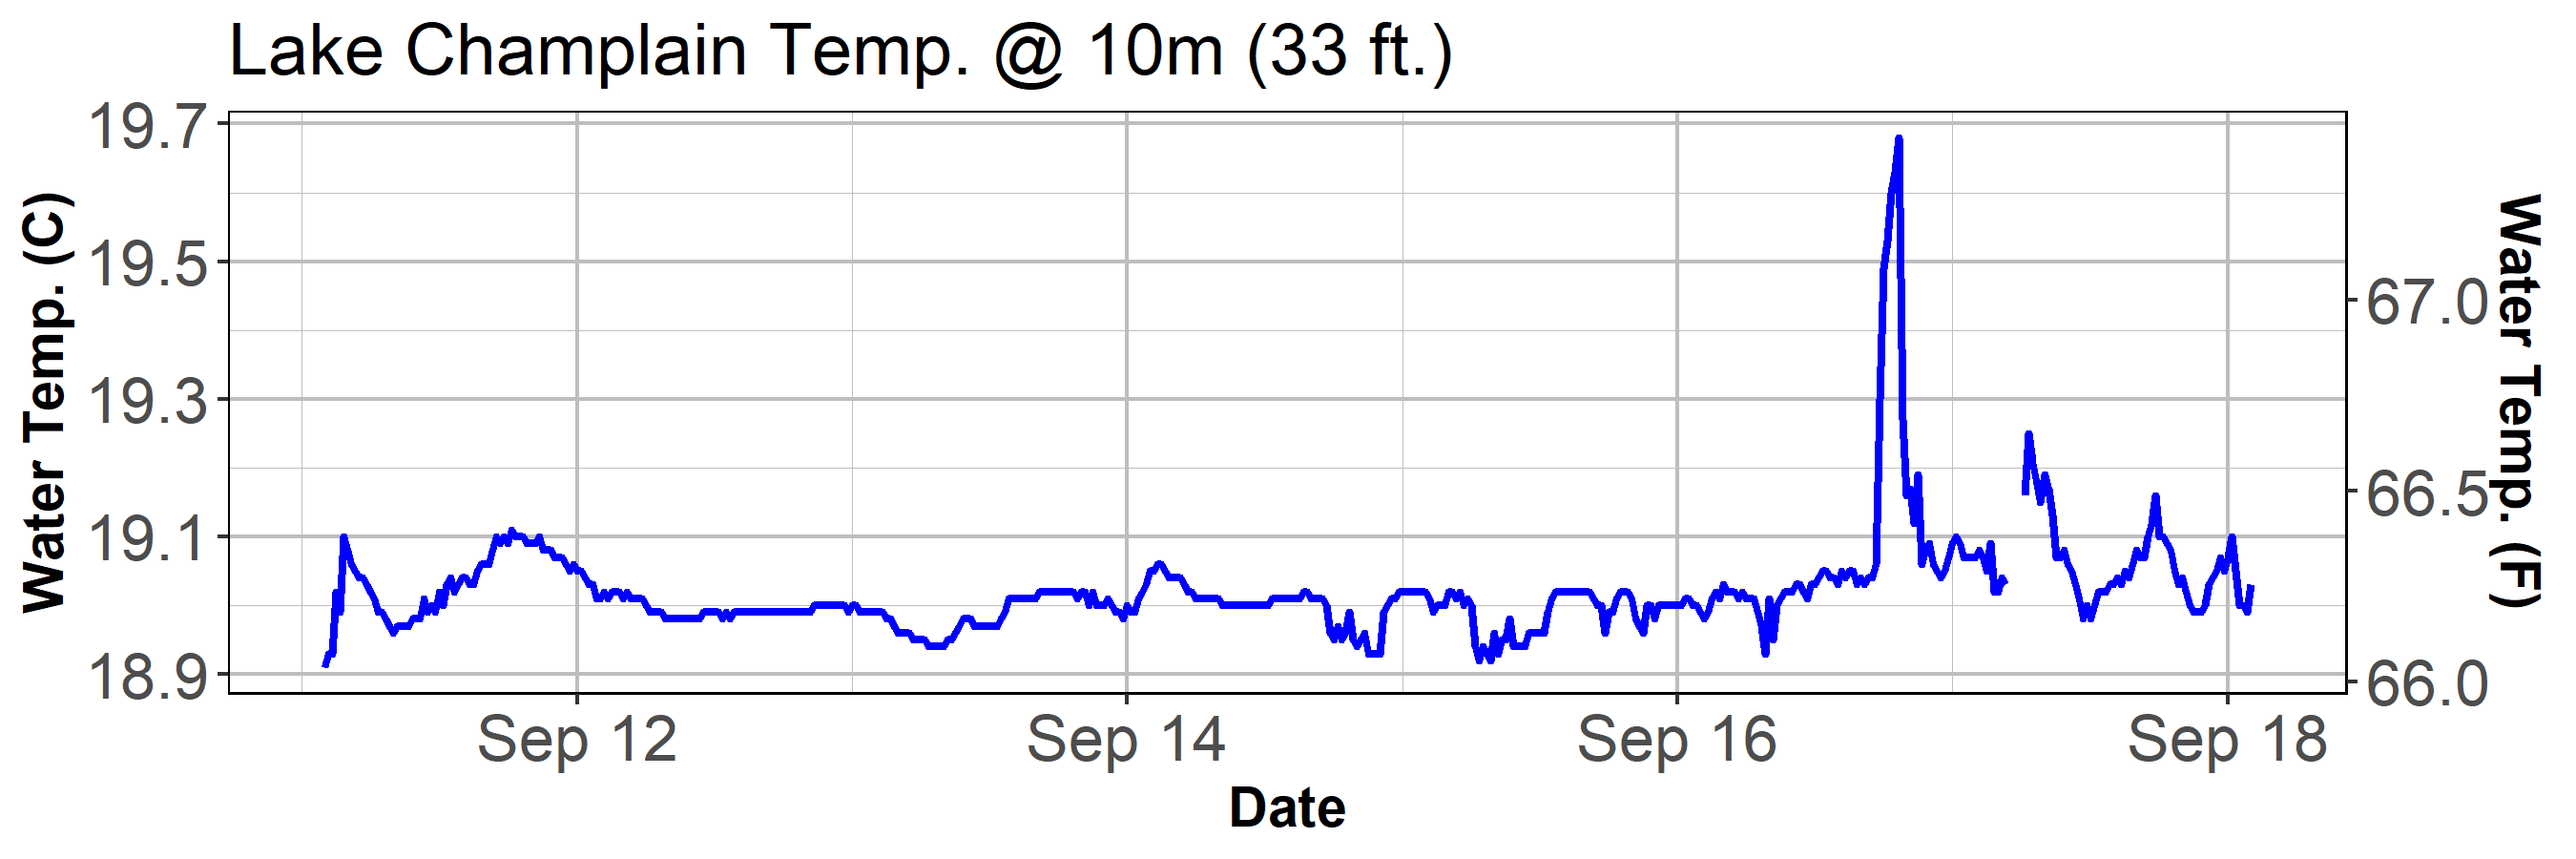 Lake Champlain Temp. @ 10m (33 ft.)
Water Temp. (C)
19.7
19.5
19.3
19.1
18.9
67.0
66.5
66.0
Water Temp. (F)
Sep 12 Sep 14 Sep 16 Sep 18
Date